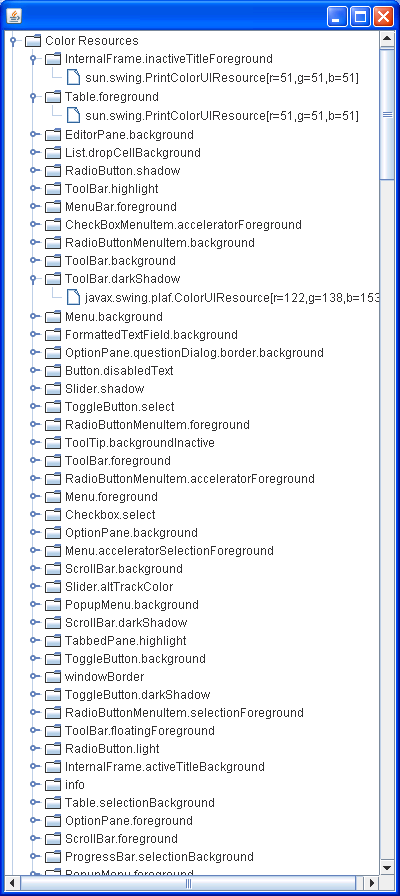 Color Resources
InternalFrame.inactiveTitleForeground
sun.swing.PrintColorUIResource[r=51,g=51,b=51]
Table.foreground
sun.swing.PrintColorUIResource[r=51,g=51,b=51]
EditorPane.background
List.dropCellBackground
RadioButton.shadow
ToolBar.highlight
MenuBar.foreground
CheckBoxMenuItem.acceleratorForeground
RadioButtonMenuItem.background
ToolBar.background
ToolBar.darkShadow
javax.swing.plaf.ColorUIResource[r=122,g=138,b=153
Menu.background
FormattedTextField.background
OptionPane.questionDialog.border.background
Button.disabledText
Slider.shadow
ToggleButton.select
RadioButtonMenuItem.foreground
ToolTip.backgroundInactive
ToolBar.foreground
RadioButtonMenuItem.acceleratorForeground
Menu.foreground
Checkbox.select
OptionPane.background
Menu.acceleratorSelectionForeground
ScrollBar.background
Slider.altTrackColor
PopupMenu.background
ScrollBar.darkShadow
TabbedPane.highlight
ToggleButton.background
windowBorder
ToggleButton.darkShadow
RadioButtonMenuItem.selectionForeground
ToolBar.floatingForeground
RadioButton.light
InternalFrame.activeTitleBackground
info
Table.selectionBackground
OptionPane.foreground
ScrollBar.foreground
ProgressBar.selectionBackground
PopupMenu.foreground